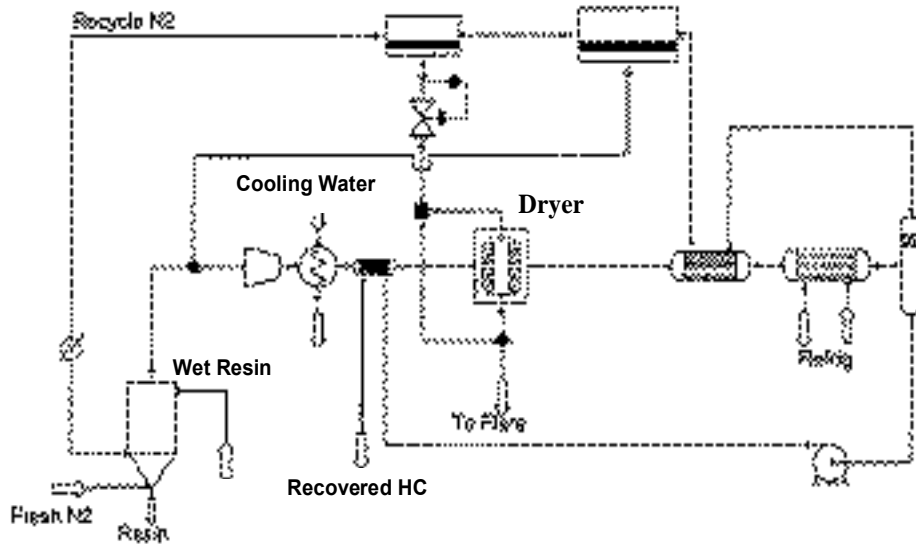 Recycle N2
Cooling Water
Dryer
Wet Resin
Refrig
To Flare
Recovered HC
Fresh N2
Resin